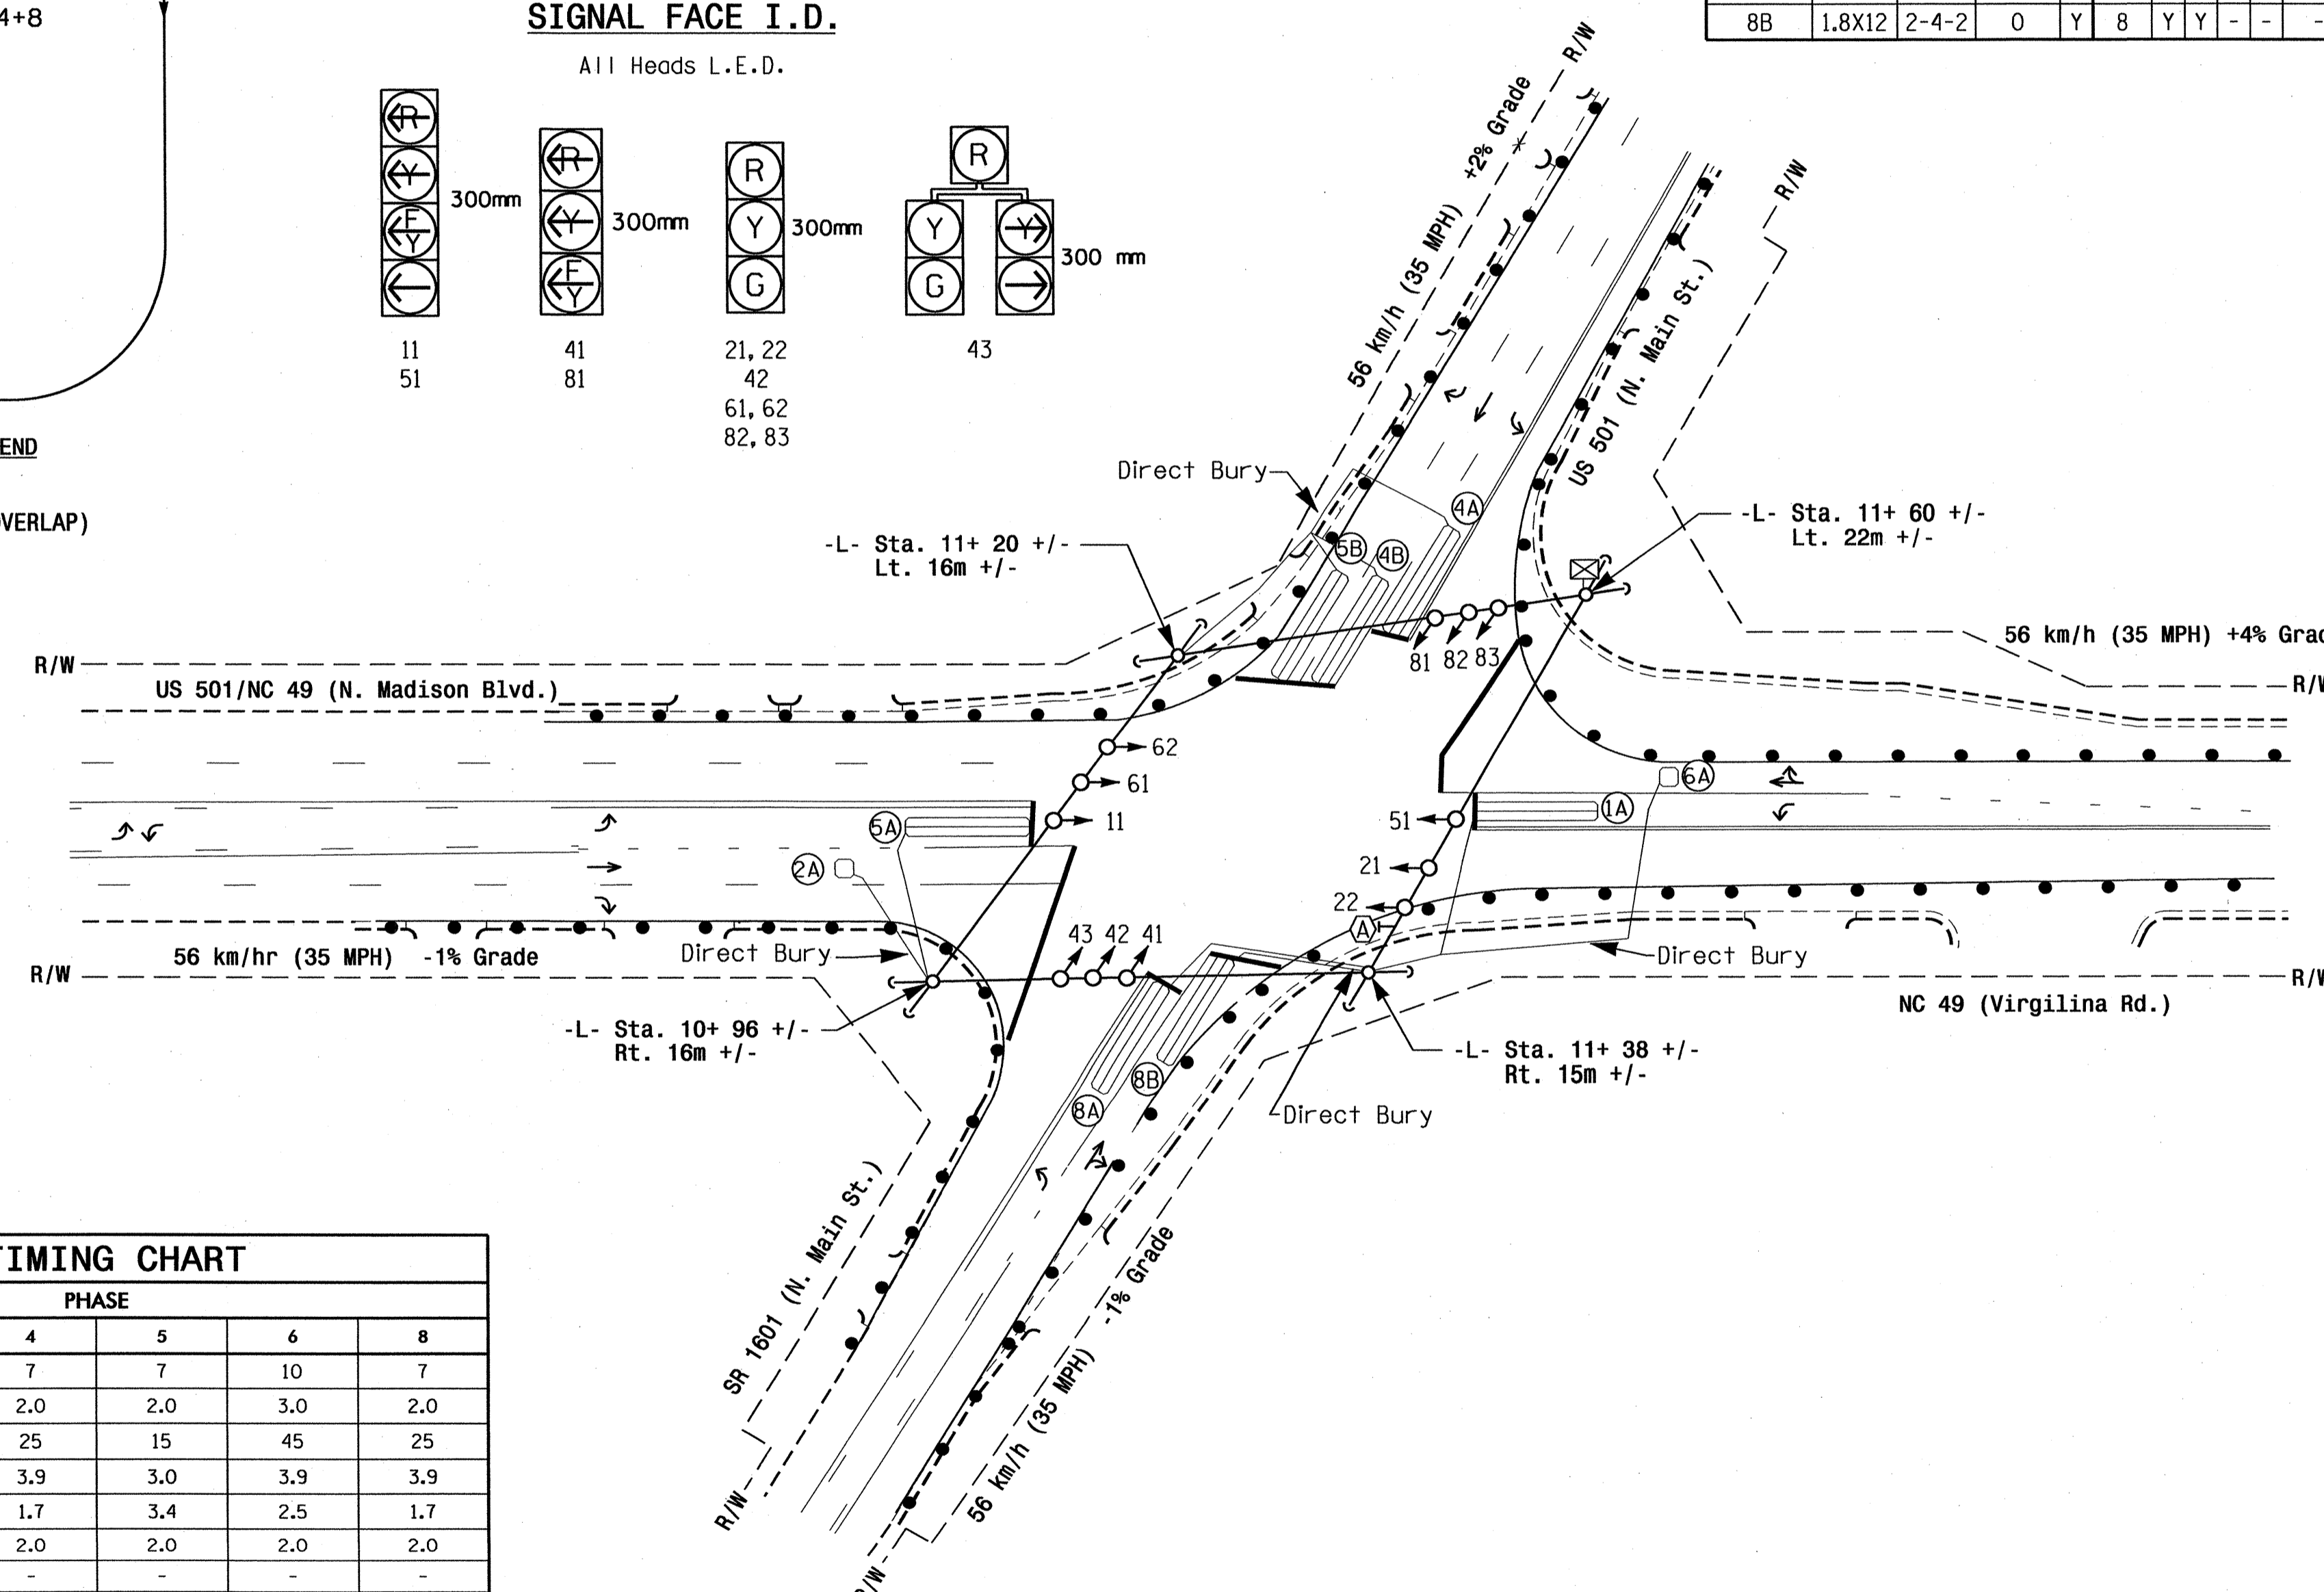 4+8
SIGNAL FACE I.D.
All Heads L.E.D.
8B 1.8X12 2-4-2 0 Y 8 Y Y - - -
R
Y
F
Y
300mm
11
51
R
Y
F
Y
300mm
41
81
R
Y
G
300mm
21, 22
42
61, 62
82, 83
R
Y
Y
G
300 mm
43
END
OVERLAP)
R/W
+2% Grade
56 km/h (35 MPH)
R/W
US 501 (N. Main St.)
Direct Bury
4A
5B
4B
-L- Sta. 11+ 20 +/-
Lt. 16m +/-
-L- Sta. 11+ 60 +/-
Lt. 22m +/-
81 82 83
56 km/h (35 MPH) +4% Grad
R/W
R/W
US 501/NC 49 (N. Madison Blvd.)
62
61
11
6A
1A
51
5A
2A
21
22
A
43 42 41
Direct Bury
56 km/hr (35 MPH) -1% Grade
R/W
Direct Bury
R/W
NC 49 (Virgilina Rd.)
-L- Sta. 10+ 96 +/-
Rt. 16m +/-
-L- Sta. 11+ 38 +/-
Rt. 15m +/-
8B
8A
Direct Bury
SR 1601 (N. Main St.)
-1% Grade
56 km/h (35 MPH)
R/W
R/W
TIMING CHART
PHASE
4 5 6 8
7 7 10 7
2.0 2.0 3.0 2.0
25 15 45 25
3.9 3.0 3.9 3.9
1.7 3.4 2.5 1.7
2.0 2.0 2.0 2.0
- - - -